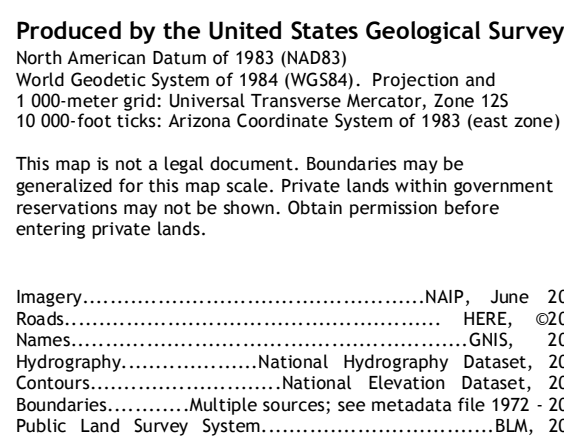 Produced by the United States Geological Survey
North American Datum of 1983 (NAD83)
World Geodetic System of 1984 (WGS84). Projection and
1 000-meter grid: Universal Transverse Mercator, Zone 12S
10 000-foot ticks: Arizona Coordinate System of 1983 (east zone)
This map is not a legal document. Boundaries may be
generalized for this map scale. Private lands within government
reservations may not be shown. Obtain permission before
entering private lands.
Imagery..........................................NAIP, June
Roads.............................................. HERE,
Names..............................................GNIS,
Hydrography.................National Hydrography Dataset,
Contours............................National Elevation Dataset,
Boundaries............Multiple sources; see metadata file 1972 -
Public Land Survey System..................................BLM,